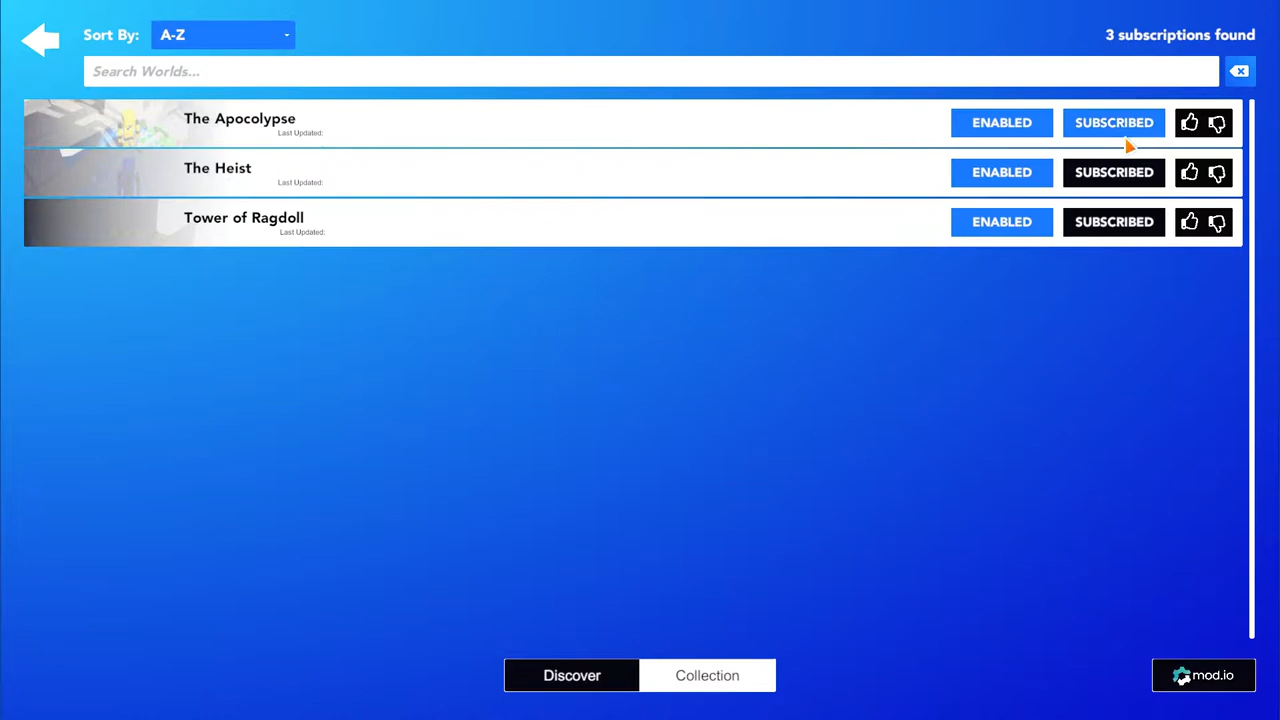 Sort By: A-Z 3 subscriptions found
Search Worlds...
The Apocolypse ENABLED SUBSCRIBED
Last Updated:
The Heist ENABLED SUBSCRIBED
Last Updated:
Tower of Ragdoll ENABLED SUBSCRIBED
Last Updated:
Discover Collection mod.io